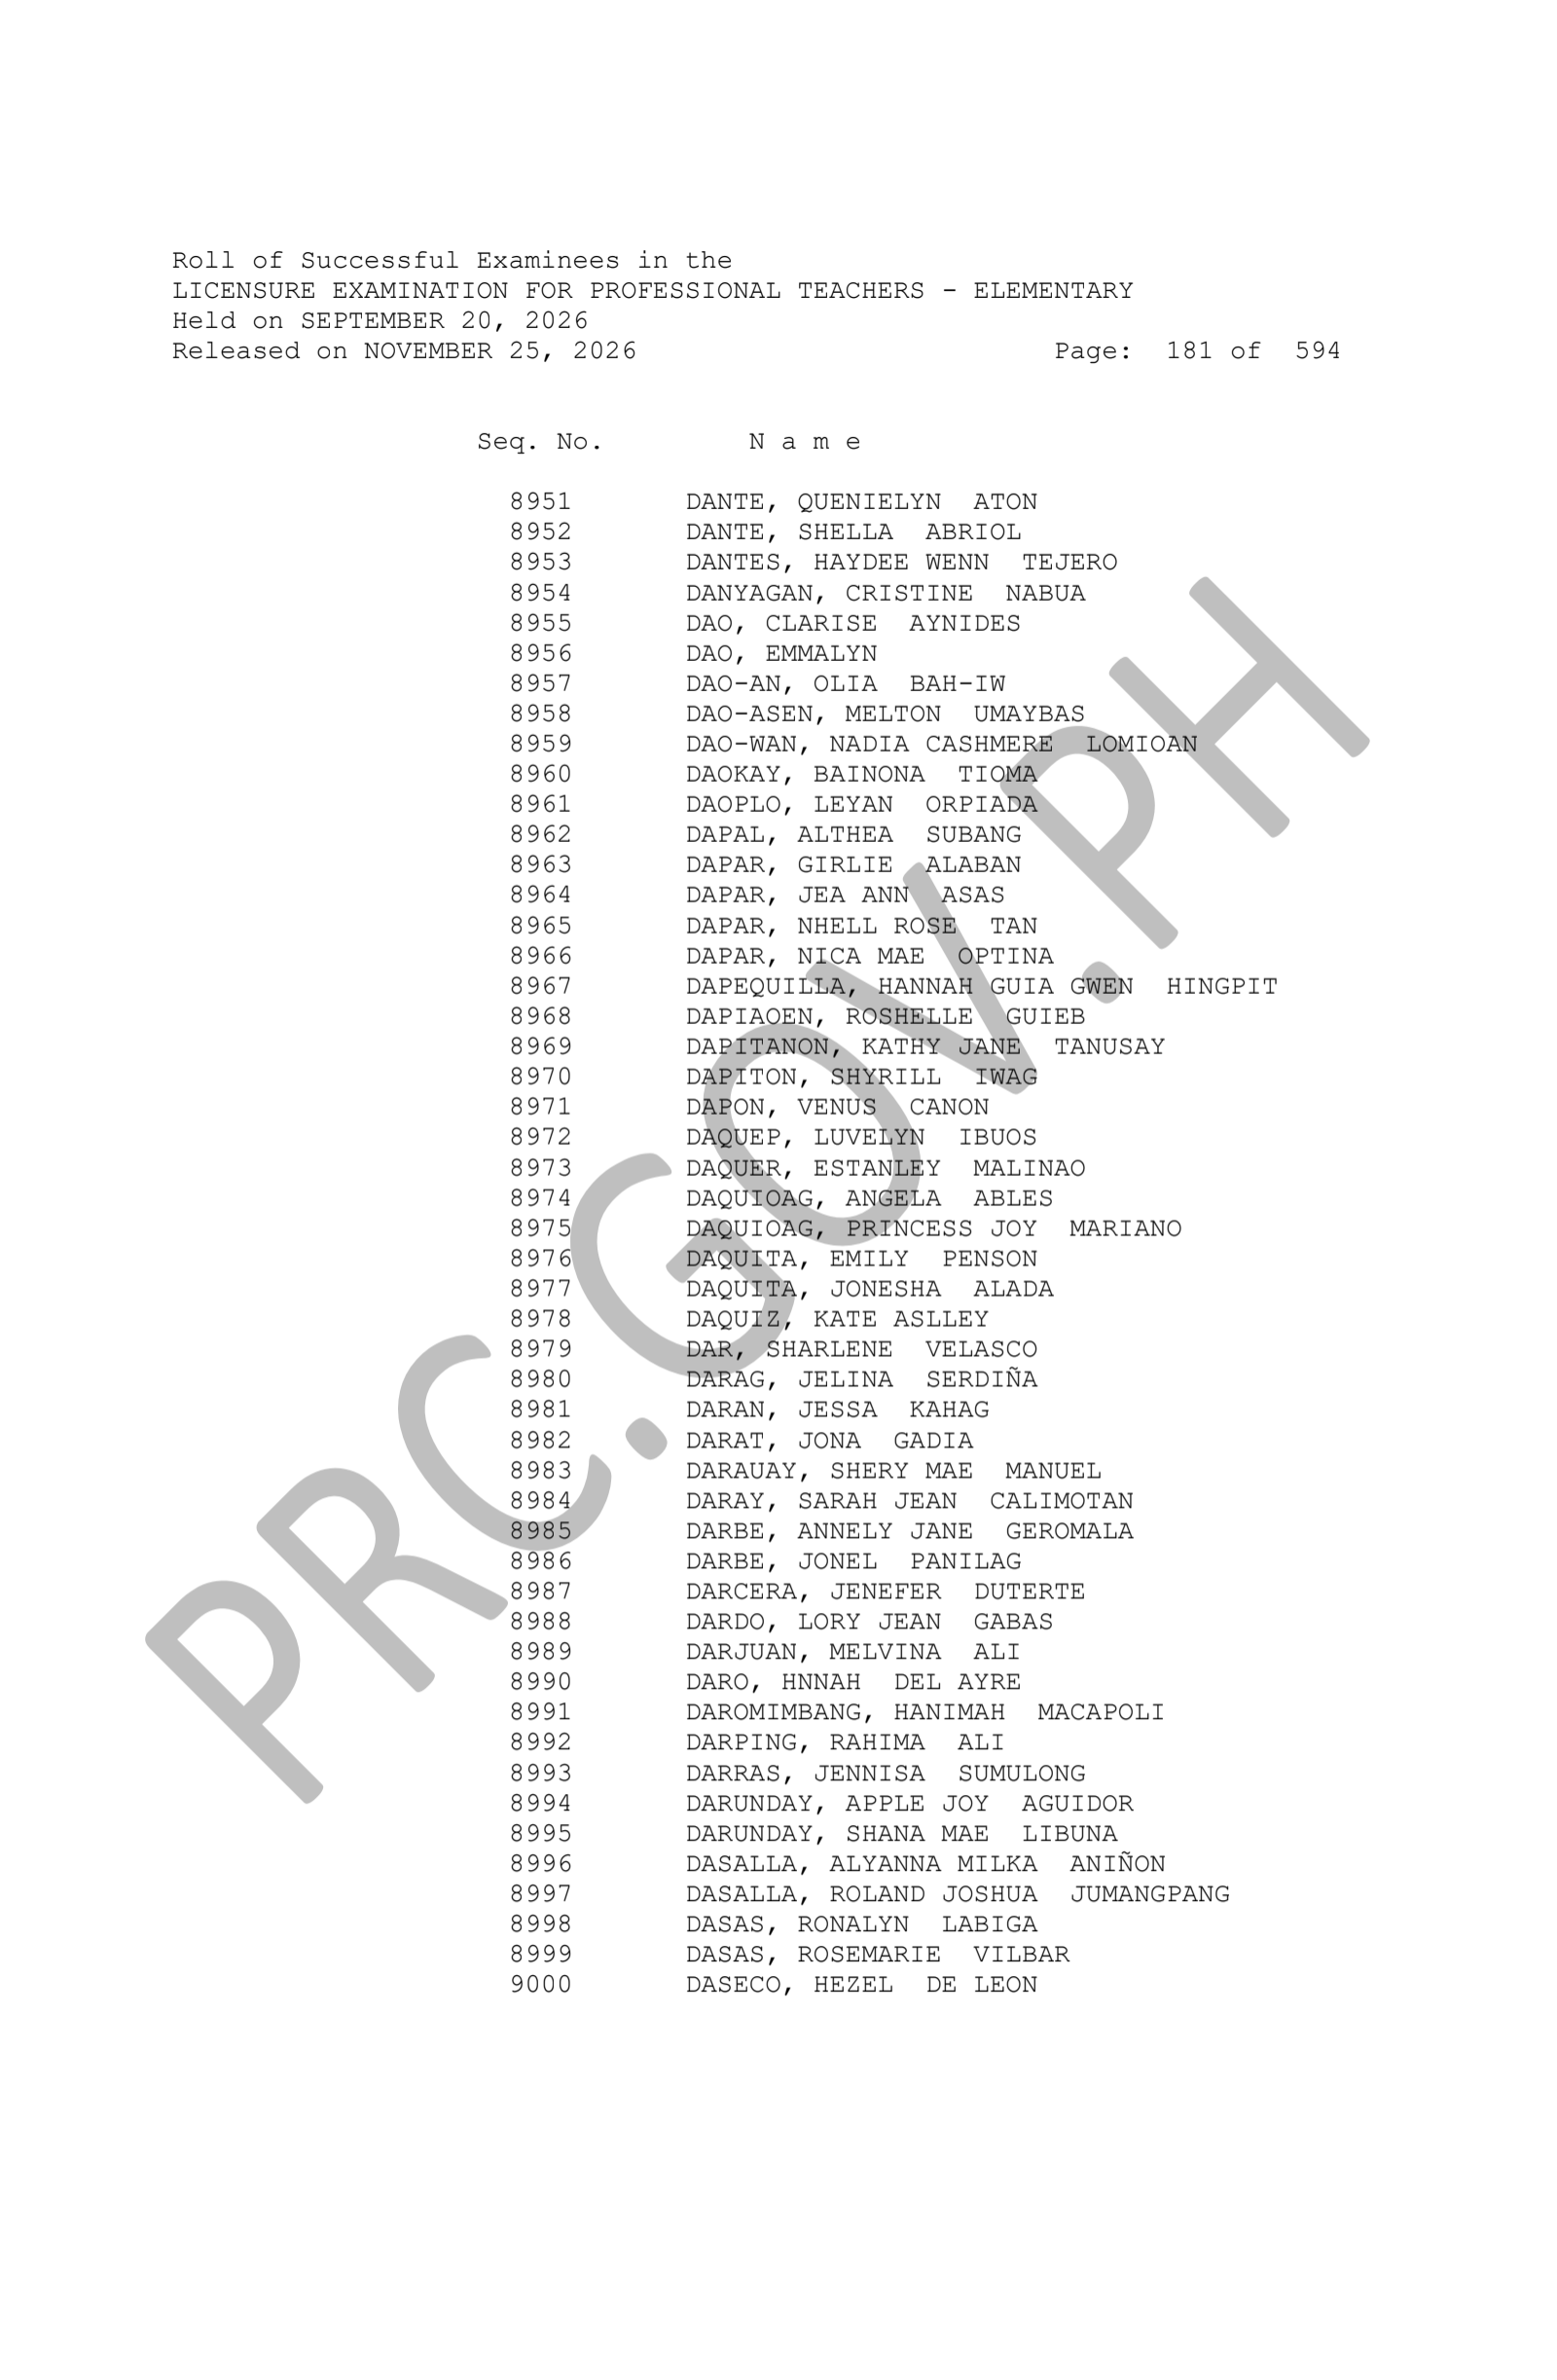 Roll of Successful Examinees in the
LICENSURE EXAMINATION FOR PROFESSIONAL TEACHERS - ELEMENTARY
Held on SEPTEMBER 20, 2026
Released on NOVEMBER 25, 2026 Page: 181 of 594
Seq. No. N a m e
8951 DANTE, QUENIELYN ATON
8952 DANTE, SHELLA ABRIOL
8953 DANTES, HAYDEE WENN TEJERO
8954 DANYAGAN, CRISTINE NABUA
8955 DAO, CLARISE AYNIDES
8956 DAO, EMMALYN
8957 DAO-AN, OLIA BAH-IW
8958 DAO-ASEN, MELTON UMAYBAS
8959 DAO-WAN, NADIA CASHMERE LOMIOAN
8960 DAOKAY, BAINONA TIOMA
8961 DAOPLO, LEYAN ORPIADA
8962 DAPAL, ALTHEA SUBANG
8963 DAPAR, GIRLIE ALABAN
8964 DAPAR, JEA ANN ASAS
8965 DAPAR, NHELL ROSE TAN
8966 DAPAR, NICA MAE OPTINA
8967 DAPEQUILLA, HANNAH GUIA GWEN HINGPIT
8968 DAPIAOEN, ROSHELLE GUIEB
8969 DAPITANON, KATHY JANE TANUSAY
8970 DAPITON, SHYRILL IWAG
8971 DAPON, VENUS CANON
8972 DAQUEP, LUVELYN IBUOS
8973 DAQUER, ESTANLEY MALINAO
8974 DAQUIOAG, ANGELA ABLES
8975 DAQUIOAG, PRINCESS JOY MARIANO
8976 DAQUITA, EMILY PENSON
8977 DAQUITA, JONESHA ALADA
8978 DAQUIZ, KATE ASLLEY
8979 DAR, SHARLENE VELASCO
8980 DARAG, JELINA SERDIÑA
8981 DARAN, JESSA KAHAG
8982 DARAT, JONA GADIA
8983 DARAUAY, SHERY MAE MANUEL
8984 DARAY, SARAH JEAN CALIMOTAN
8985 DARBE, ANNELY JANE GEROMALA
8986 DARBE, JONEL PANILAG
8987 DARCERA, JENEFER DUTERTE
8988 DARDO, LORY JEAN GABAS
8989 DARJUAN, MELVINA ALI
8990 DARO, HNNAH DEL AYRE
8991 DAROMIMBANG, HANIMAH MACAPOLI
8992 DARPING, RAHIMA ALI
8993 DARRAS, JENNISA SUMULONG
8994 DARUNDAY, APPLE JOY AGUIDOR
8995 DARUNDAY, SHANA MAE LIBUNA
8996 DASALLA, ALYANNA MILKA ANIÑON
8997 DASALLA, ROLAND JOSHUA JUMANGPANG
8998 DASAS, RONALYN LABIGA
8999 DASAS, ROSEMARIE VILBAR
9000 DASECO, HEZEL DE LEON
PRC.GOV.PH